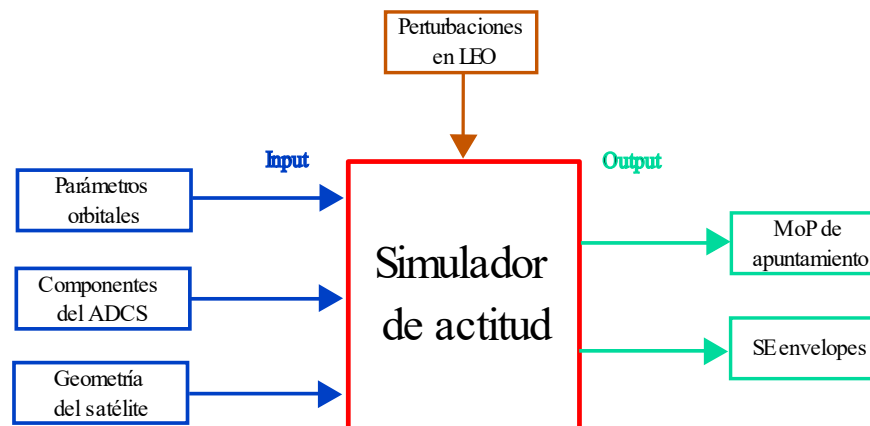 Perturbaciones
en LEO
Input
Output
Parámetros
orbitales
Componentes
del ADCS
Geometría
del satélite
Simulador
de actitud
MoP de
apuntamiento
SE envelopes